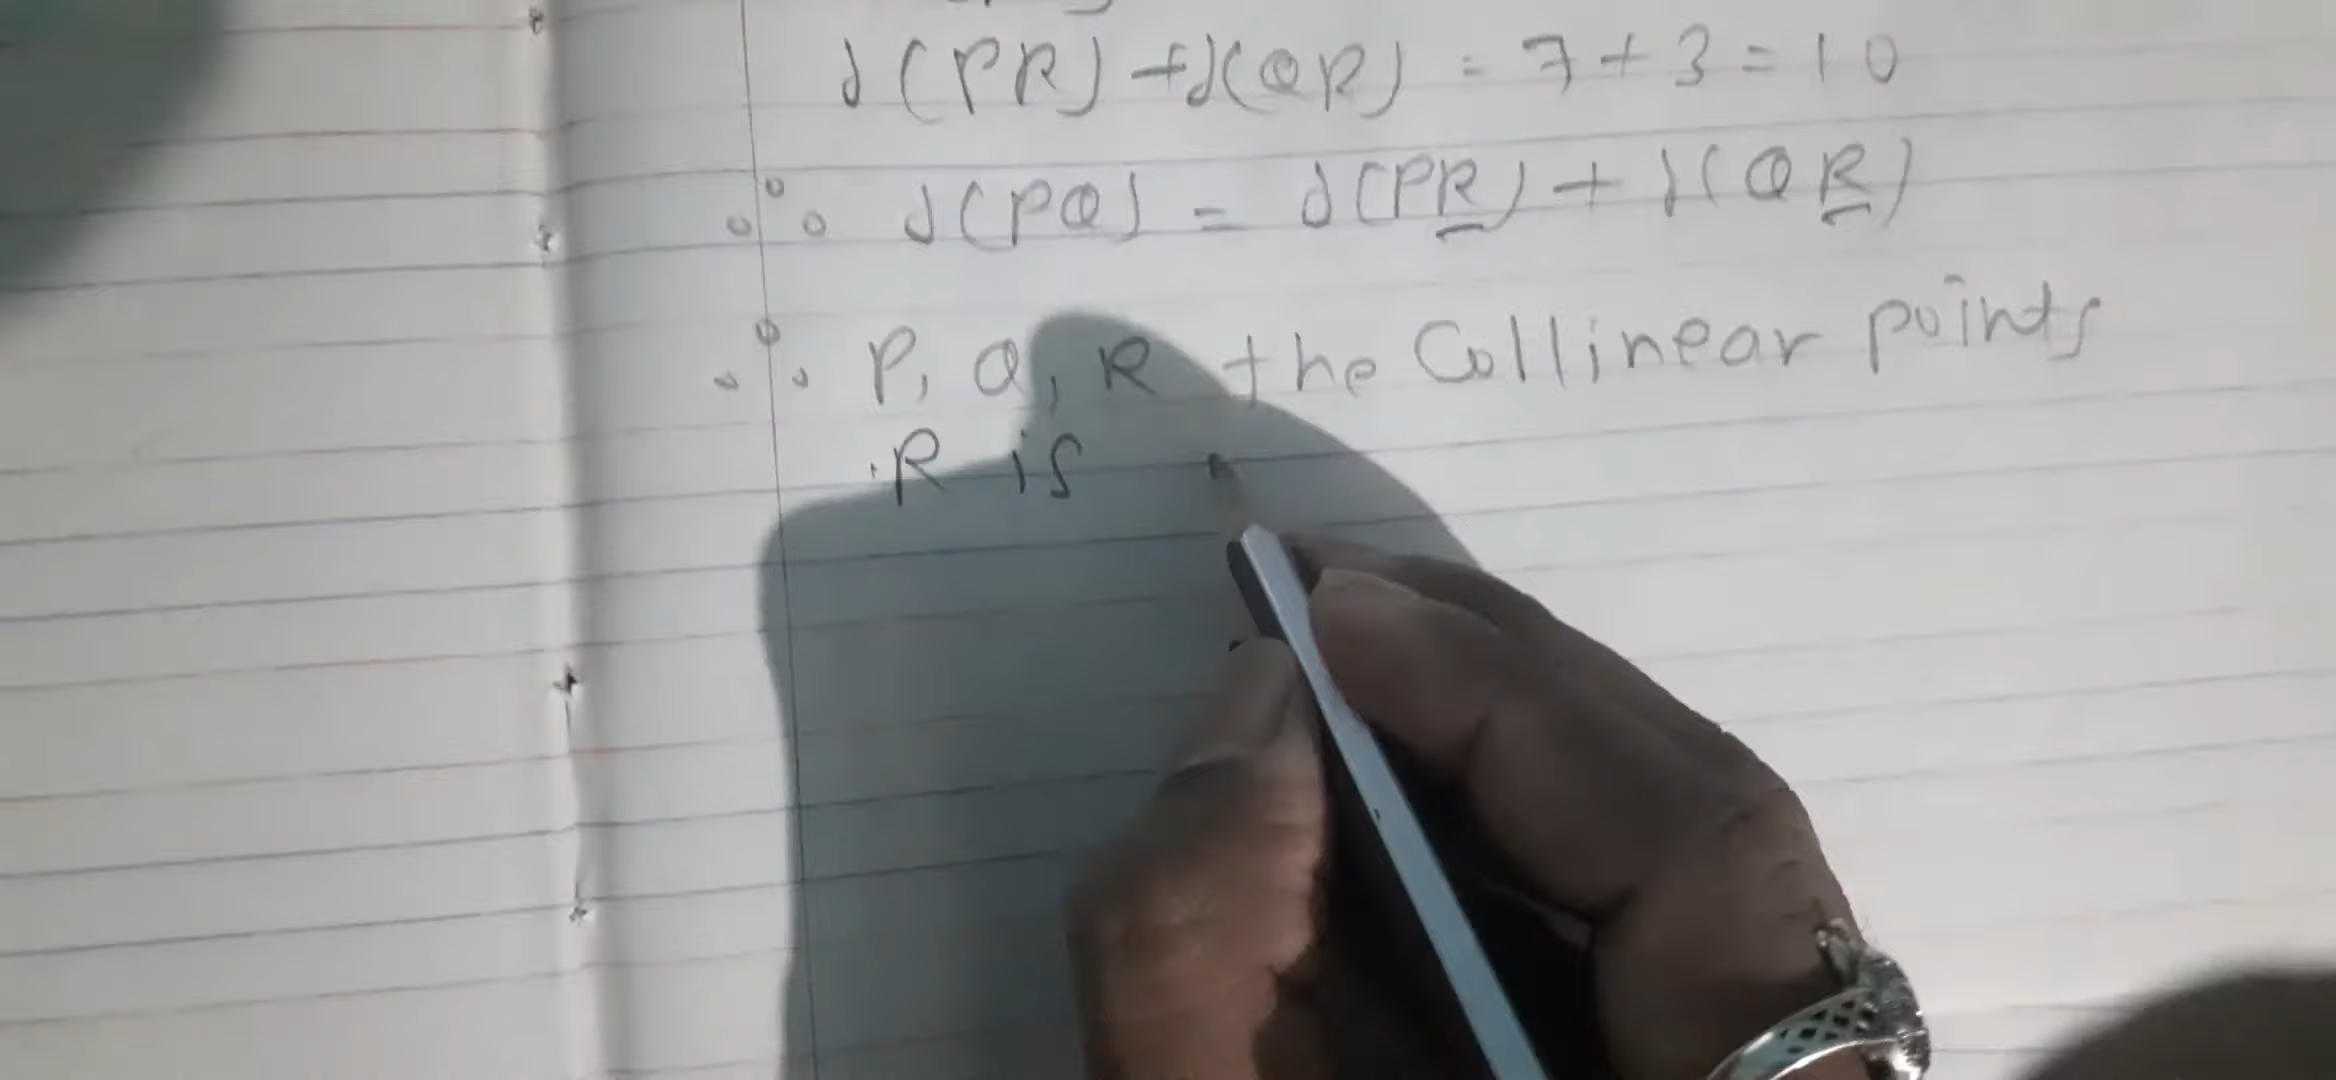 d(PR) + d(QR) = 7 + 3 = 10
∴ d(PQ) = d(PR) + d(QR)
∴ P, Q, R the Collinear points
R is